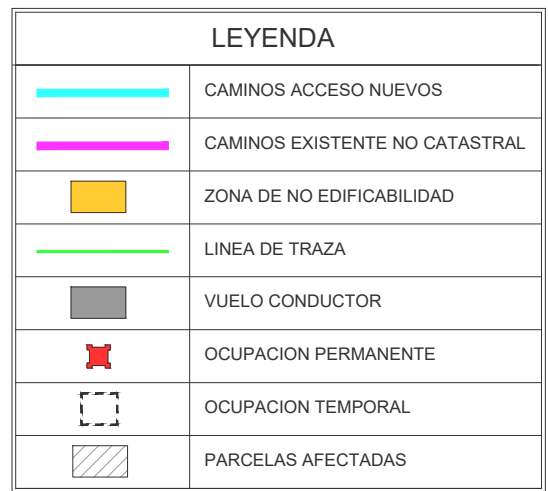 LEYENDA
CAMINOS ACCESO NUEVOS
CAMINOS EXISTENTE NO CATASTRAL
ZONA DE NO EDIFICABILIDAD
LINEA DE TRAZA
VUELO CONDUCTOR
OCUPACION PERMANENTE
OCUPACION TEMPORAL
PARCELAS AFECTADAS